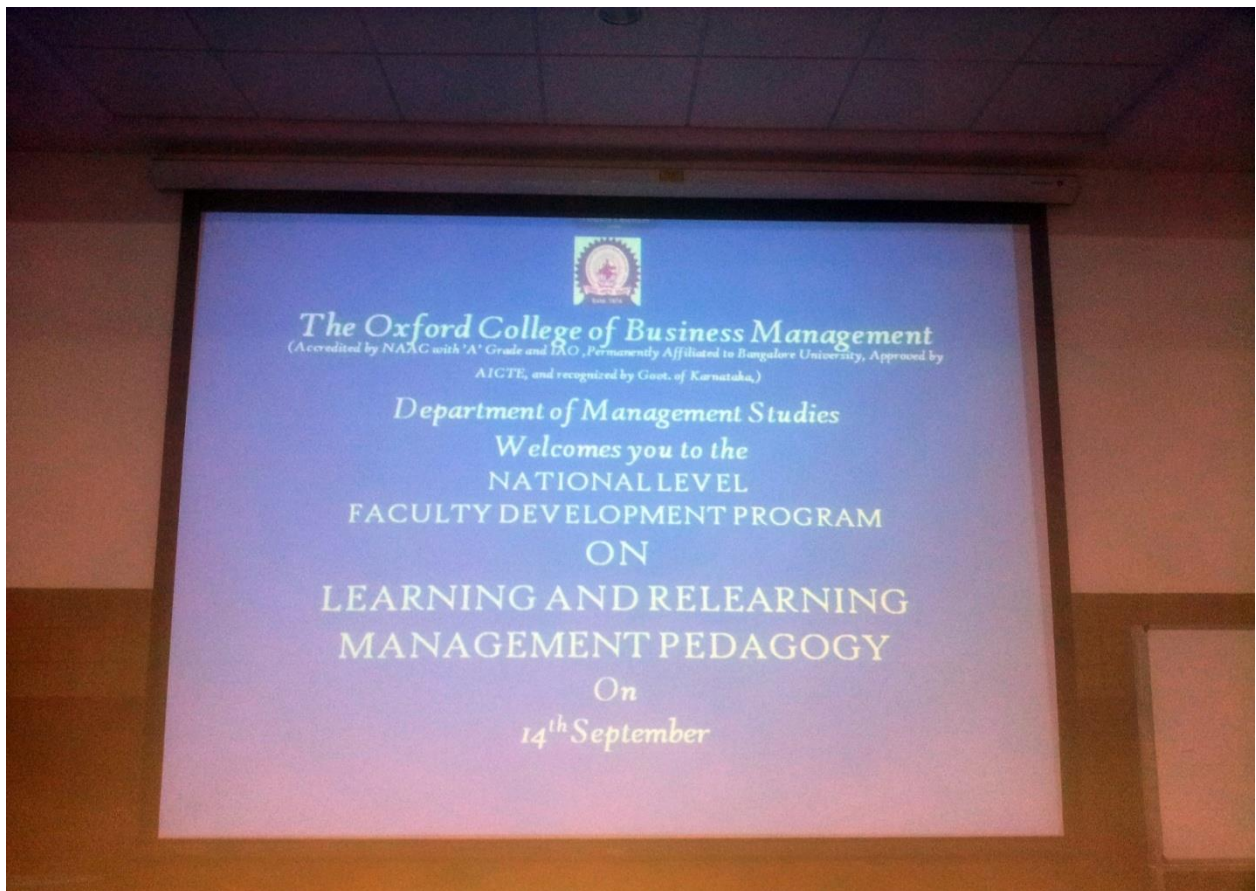 The Oxford College of Business Management
(Accredited by NAAC with 'A' Grade and IAO ,Permanently Affiliated to Bangalore University, Approved by
AICTE, and recognized by Govt. of Karnataka,)
Department of Management Studies
Welcomes you to the
NATIONAL LEVEL
FACULTY DEVELOPMENT PROGRAM
ON
LEARNING AND RELEARNING
MANAGEMENT PEDAGOGY
On
14th September